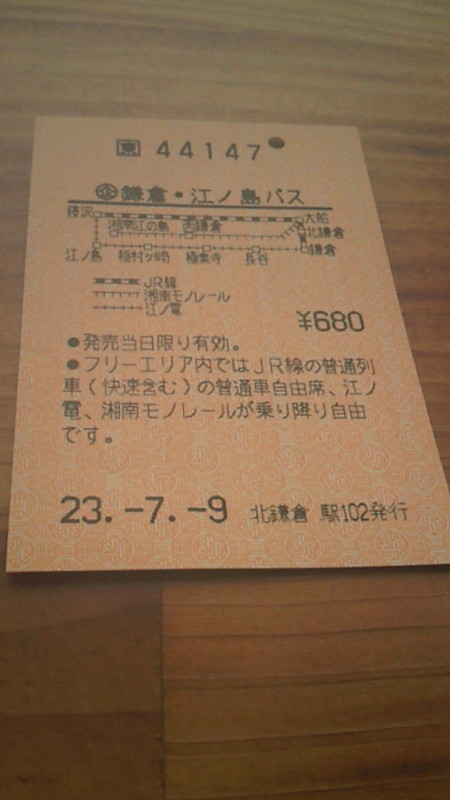 東 44147
企鎌倉・江ノ島パス
藤沢 大船
湘南江の島 西鎌倉 北鎌倉
江ノ島 稲村ヶ崎 極楽寺 長谷 鎌倉
JR線
湘南モノレール
江ノ電
¥680
●発売当日限り有効。
●フリーエリア内ではJR線の普通列
車(快速含む)の普通車自由席、江ノ
電、湘南モノレールが乗り降り自由
です。
23.-7.-9 北鎌倉 駅102発行